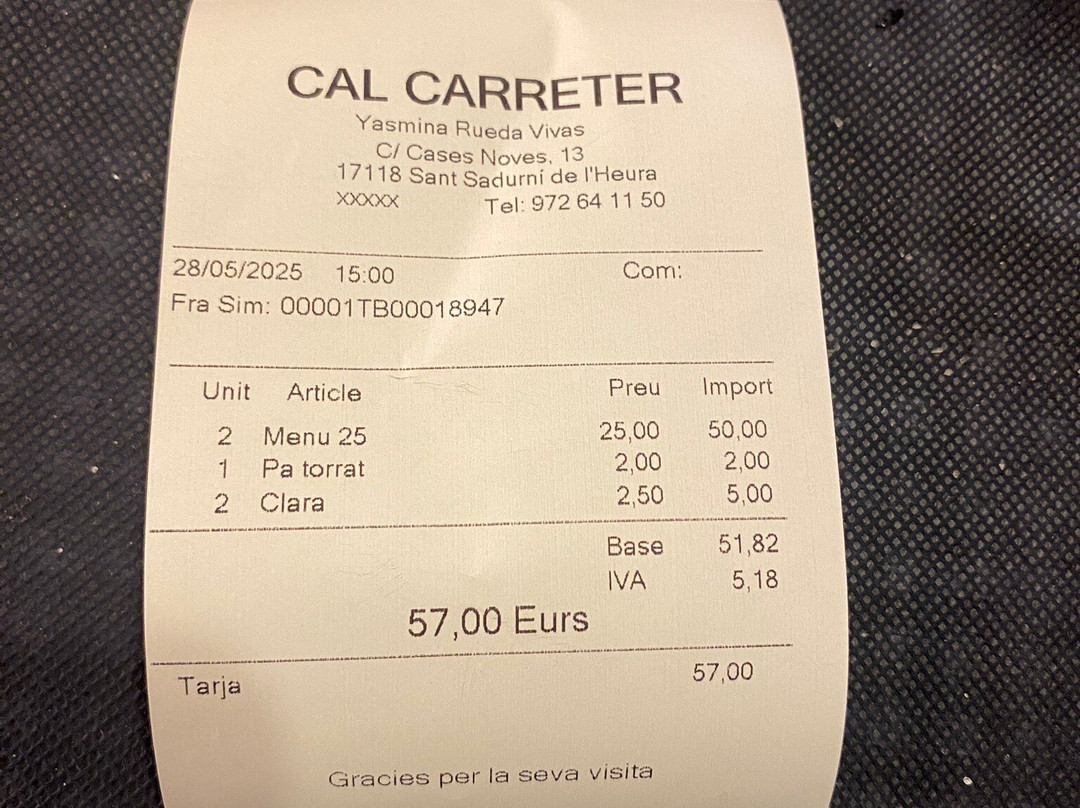 CAL CARRETER
Yasmina Rueda Vivas
C/ Cases Noves, 13
17118 Sant Sadurní de l'Heura
XXXXX Tel: 972 64 11 50
28/05/2025 15:00 Com:
Fra Sim: 00001TB00018947
Unit Article Preu Import
2 Menu 25 25,00 50,00
1 Pa torrat 2,00 2,00
2 Clara 2,50 5,00
Base 51,82
IVA 5,18
57,00 Eurs
Tarja 57,00
Gracies per la seva visita